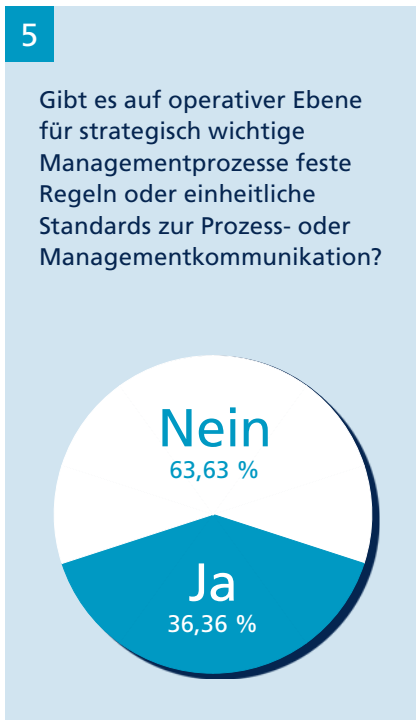 5
Gibt es auf operativer Ebene
für strategisch wichtige
Managementprozesse feste
Regeln oder einheitliche
Standards zur Prozess- oder
Managementkommunikation?
Nein
63,63 %
Ja
36,36 %